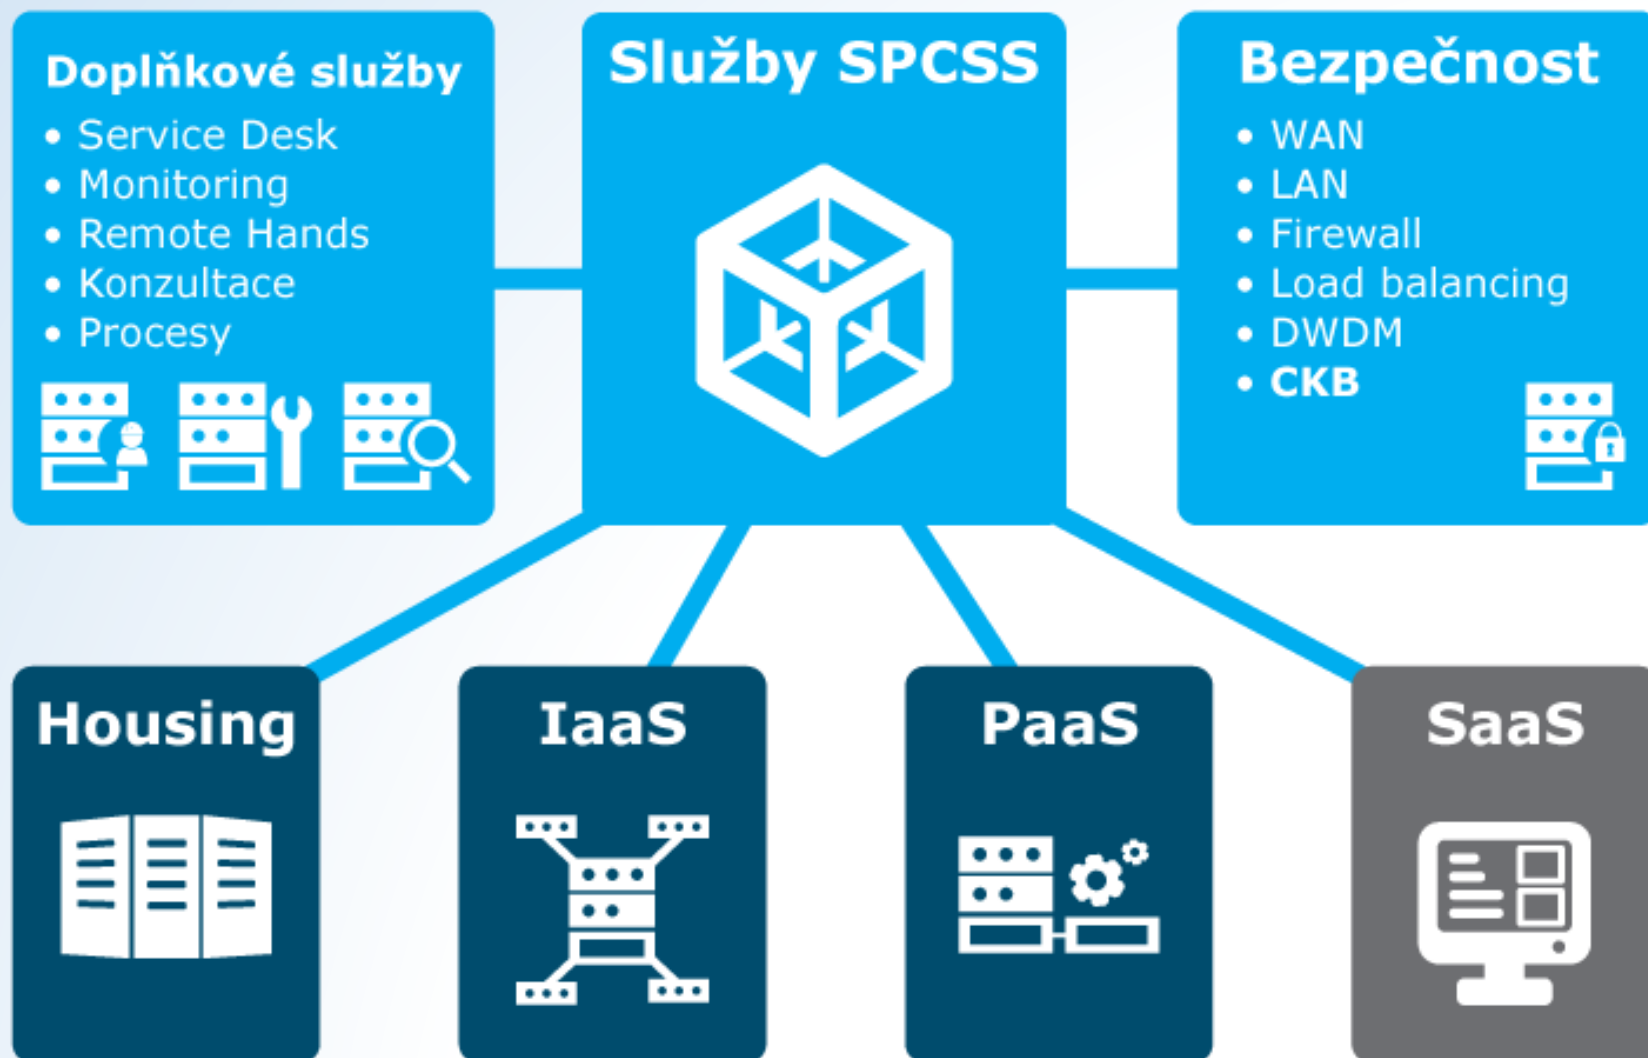 Doplňkové služby
• Service Desk
• Monitoring
• Remote Hands
• Konzultace
• Procesy
Služby SPCSS
Bezpečnost
• WAN
• LAN
• Firewall
• Load balancing
• DWDM
• CKB
Housing
IaaS
PaaS
SaaS